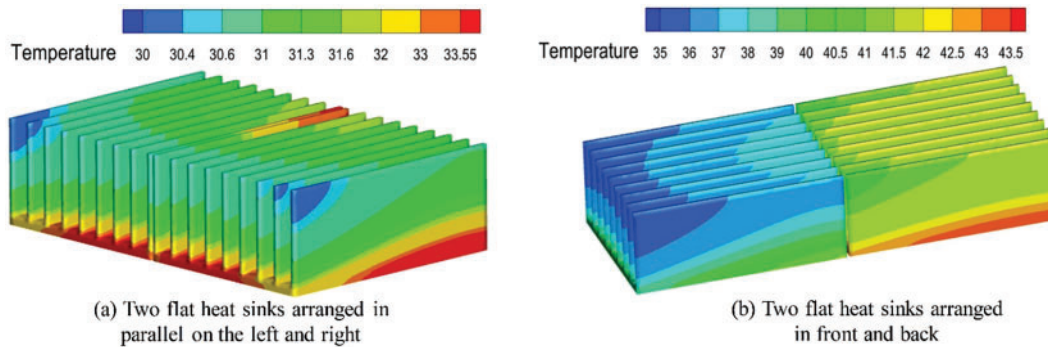 Temperature 30 30.4 30.6 31 31.3 31.6 32 33 33.55
(a) Two flat heat sinks arranged in
parallel on the left and right
Temperature 35 36 37 38 39 40 40.5 41 41.5 42 42.5 43 43.5
(b) Two flat heat sinks arranged
in front and back